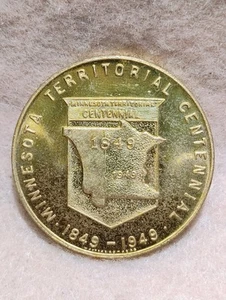 MINNESOTA TERRITORIAL CENTENNIAL
MINNESOTA TERRITORIAL
CENTENNIAL
1849
1949
· 1849 - 1949 ·